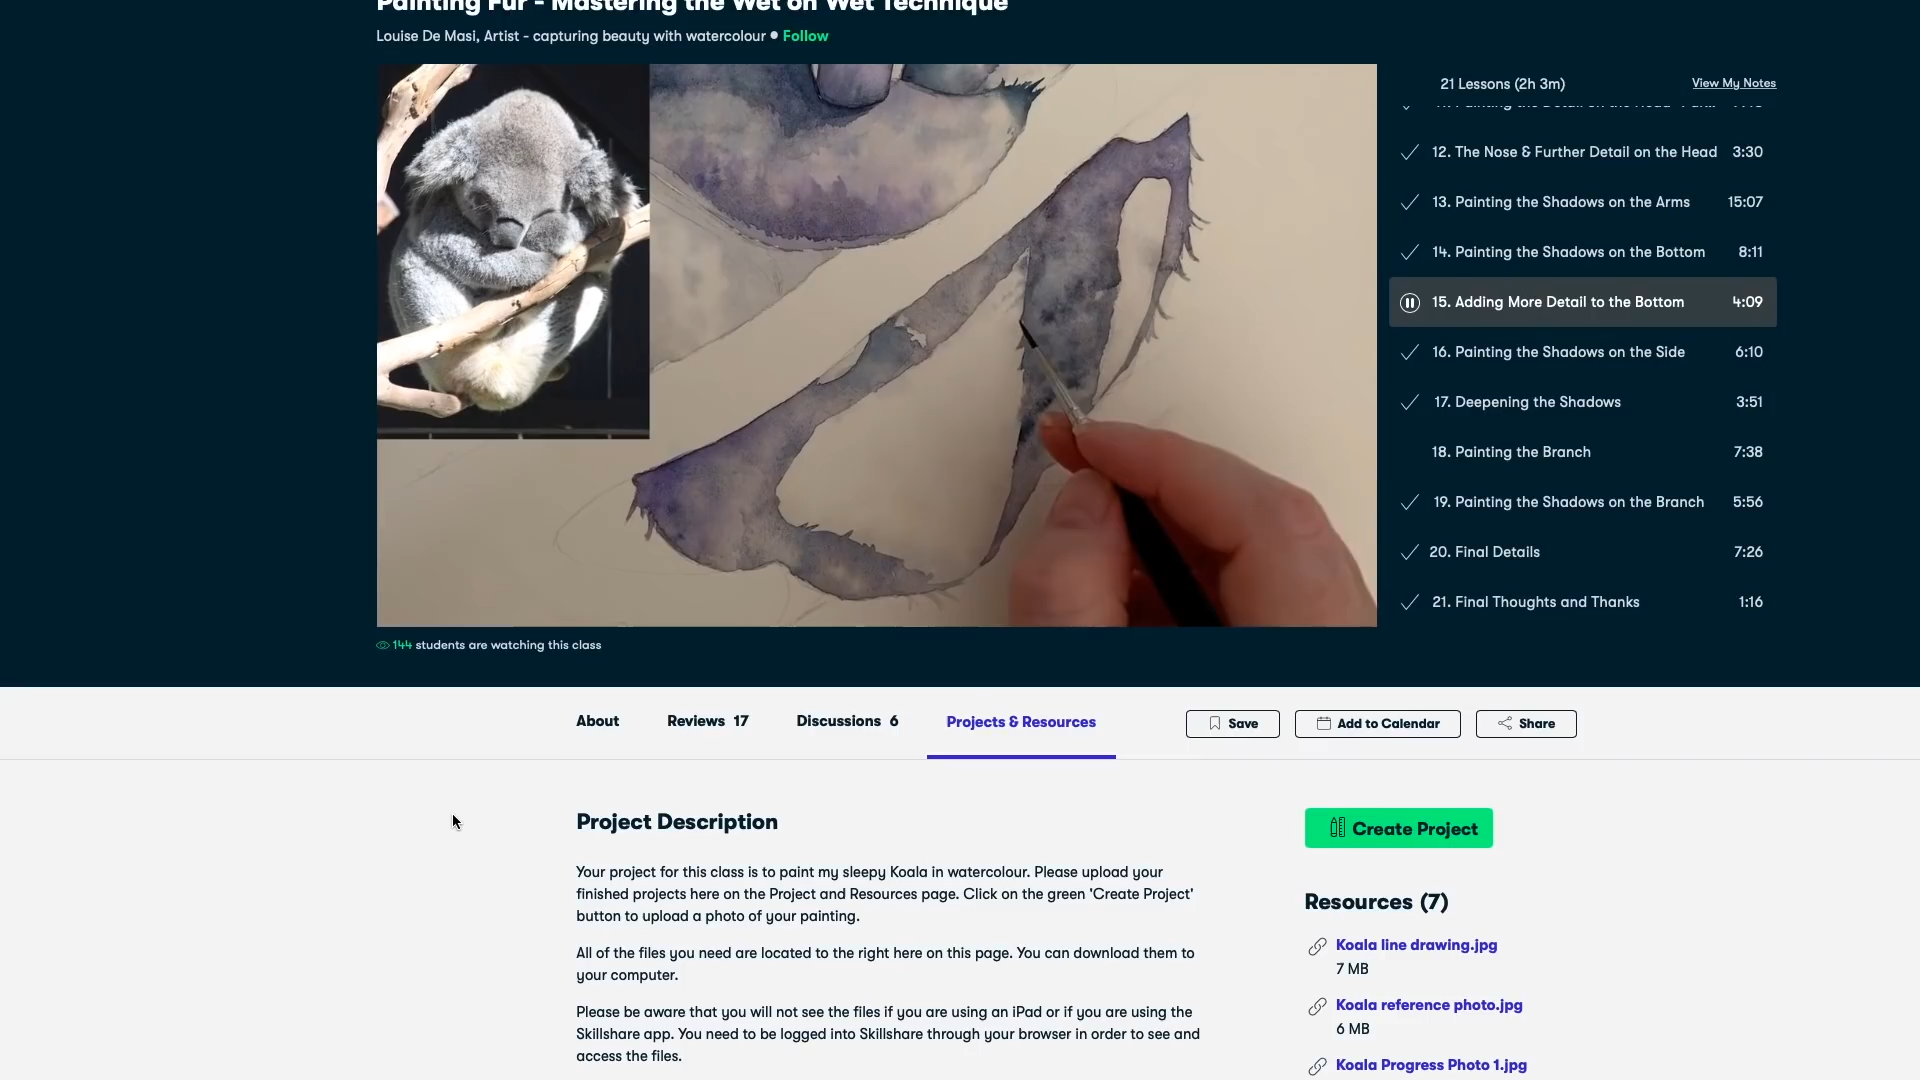 Painting Fur - Mastering the Wet on Wet Technique
Louise De Masi, Artist - capturing beauty with watercolour • Follow
21 Lessons (2h 3m) View My Notes
12. The Nose & Further Detail on the Head 3:30
13. Painting the Shadows on the Arms 15:07
14. Painting the Shadows on the Bottom 8:11
15. Adding More Detail to the Bottom 4:09
16. Painting the Shadows on the Side 6:10
17. Deepening the Shadows 3:51
18. Painting the Branch 7:38
19. Painting the Shadows on the Branch 5:56
20. Final Details 7:26
21. Final Thoughts and Thanks 1:16
144 students are watching this class
About Reviews 17 Discussions 6 Projects & Resources Save Add to Calendar Share
Project Description
Your project for this class is to paint my sleepy Koala in watercolour. Please upload your
finished projects here on the Project and Resources page. Click on the green 'Create Project'
button to upload a photo of your painting.
All of the files you need are located to the right here on this page. You can download them to
your computer.
Please be aware that you will not see the files if you are using an iPad or if you are using the
Skillshare app. You need to be logged into Skillshare through your browser in order to see and
access the files.
Create Project
Resources (7)
Koala line drawing.jpg
7 MB
Koala reference photo.jpg
6 MB
Koala Progress Photo 1.jpg